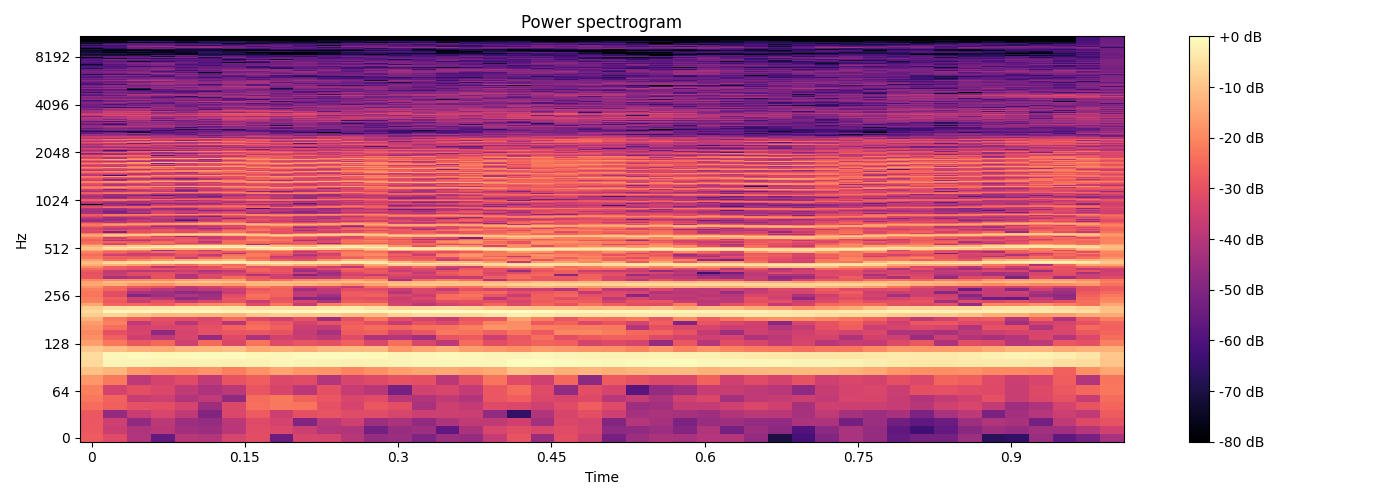 Power spectrogram
Hz
8192
4096
2048
1024
512
256
128
64
0
0 0.15 0.3 0.45 0.6 0.75 0.9
Time
+0 dB
-10 dB
-20 dB
-30 dB
-40 dB
-50 dB
-60 dB
-70 dB
-80 dB